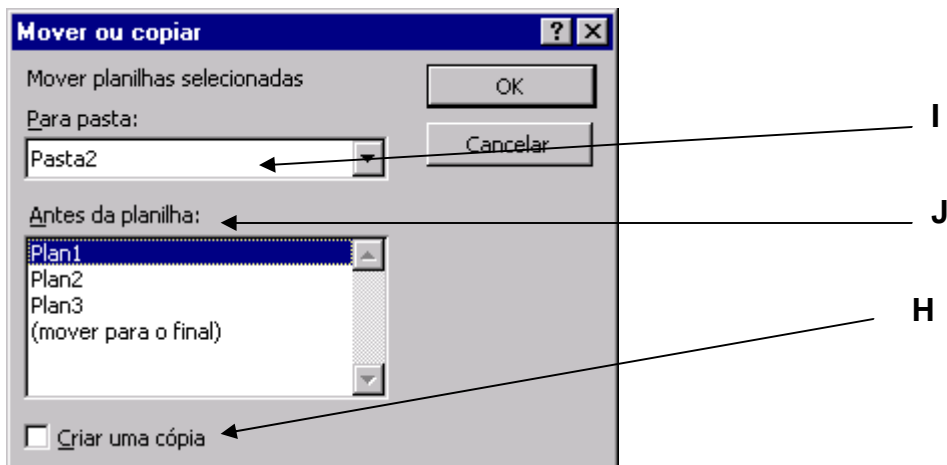 Mover ou copiar
Mover planilhas selecionadas
OK
Para pasta:
I
Pasta2
Cancelar
Antes da planilha:
J
Plan1
Plan2
Plan3
(mover para o final)
H
Criar uma cópia